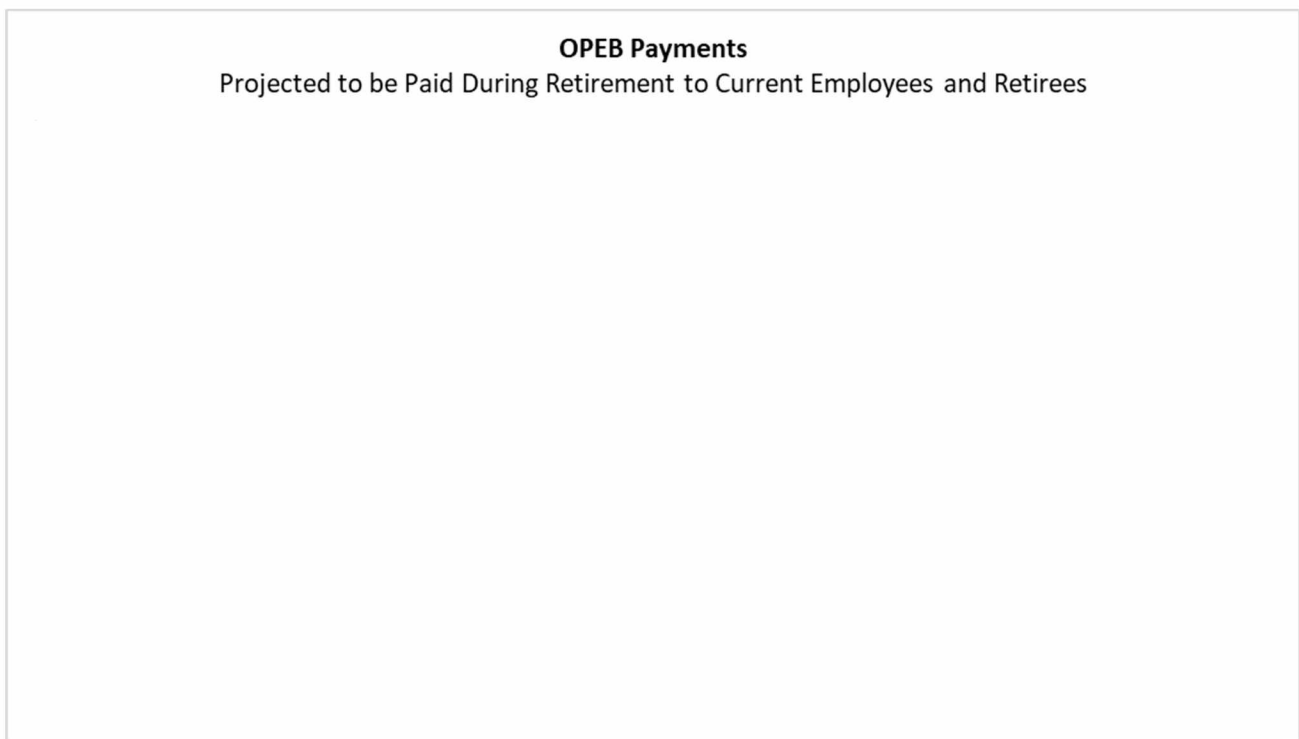 OPEB Payments
Projected to be Paid During Retirement to Current Employees and Retirees